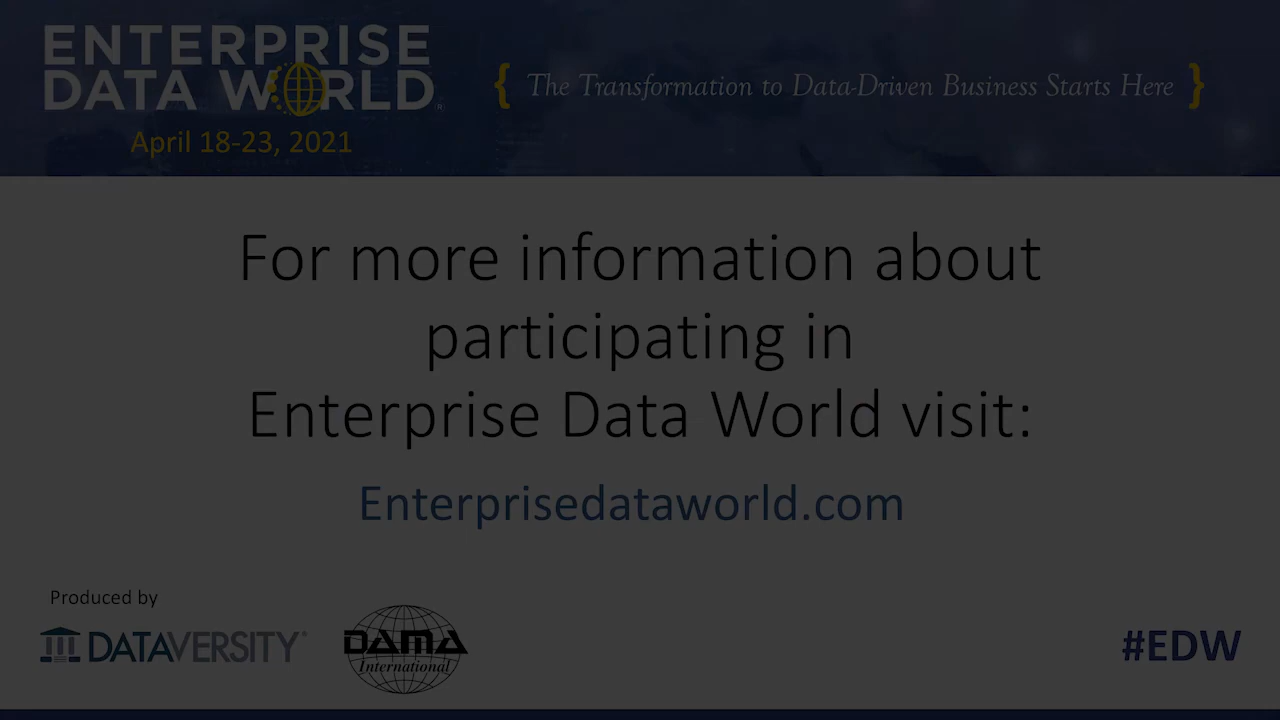 ENTERPRISE
DATA WORLD
{ The Transformation to Data-Driven Business Starts Here }
April 18-23, 2021
For more information about
participating in
Enterprise Data World visit:
Enterprisedataworld.com
Produced by
DATAVERSITY®
DAMA
International
#EDW